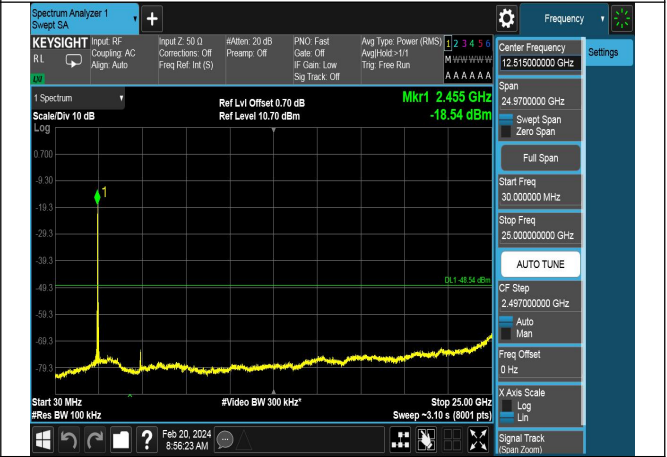 Spectrum Analyzer 1
Swept SA
+
Frequency
KEYSIGHT
RL
Input: RF
Coupling: AC
Align: Auto
Input Z: 50 Ω
Corrections: Off
Freq Ref: Int (S)
#Atten: 20 dB
Preamp: Off
PNO: Fast
Gate: Off
IF Gain: Low
Sig Track: Off
Avg Type: Power (RMS)
Avg|Hold:>1/1
Trig: Free Run
1 2 3 4 5 6
M W W W W W
A A A A A A
1 Spectrum
Scale/Div 10 dB
Log
Ref Lvl Offset 0.70 dB
Ref Level 10.70 dBm
Mkr1 2.455 GHz
-18.54 dBm
0.700
-9.30
-19.3
-29.3
-39.3
-49.3
-59.3
-69.3
-79.3
1
DL1 -48.54 dBm
Start 30 MHz
#Res BW 100 kHz
#Video BW 300 kHz*
Stop 25.00 GHz
Sweep ~3.10 s (8001 pts)
Center Frequency
12.515000000 GHz
Settings
Span
24.9700000 GHz
Swept Span
Zero Span
Full Span
Start Freq
30.000000 MHz
Stop Freq
25.000000000 GHz
AUTO TUNE
CF Step
2.497000000 GHz
Auto
Man
Freq Offset
0 Hz
X Axis Scale
Log
Lin
Signal Track
(Span Zoom)
?
Feb 20, 2024
8:56:23 AM